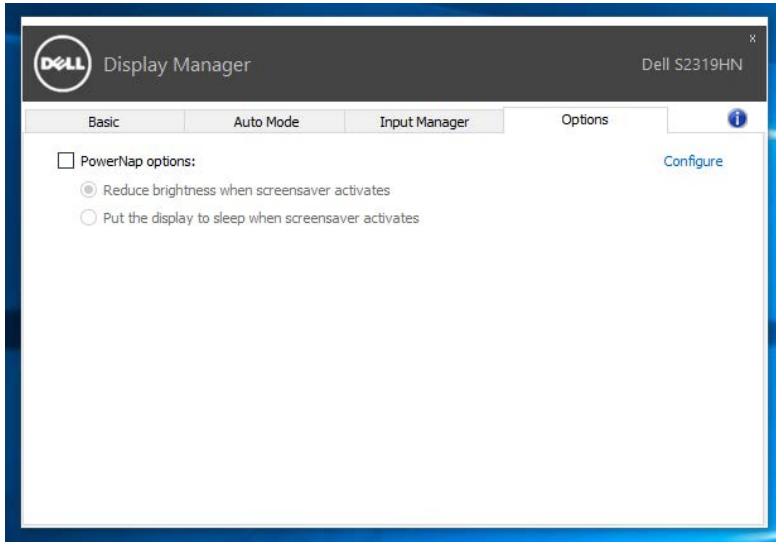 x
DELL Display Manager Dell S2319HN
Basic Auto Mode Input Manager Options i
PowerNap options: Configure
Reduce brightness when screensaver activates
Put the display to sleep when screensaver activates